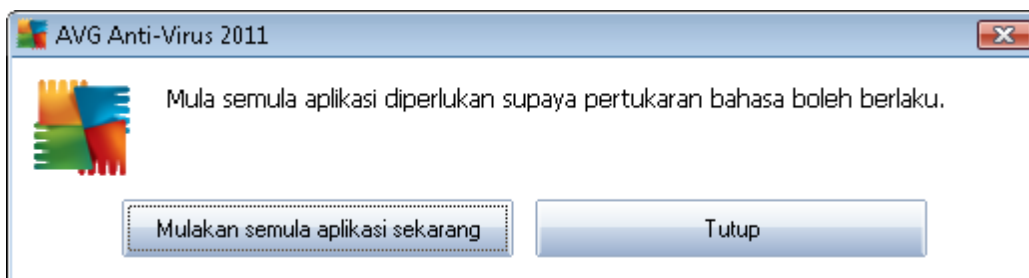 AVG Anti-Virus 2011
Mula semula aplikasi diperlukan supaya pertukaran bahasa boleh berlaku.
Mulakan semula aplikasi sekarang
Tutup